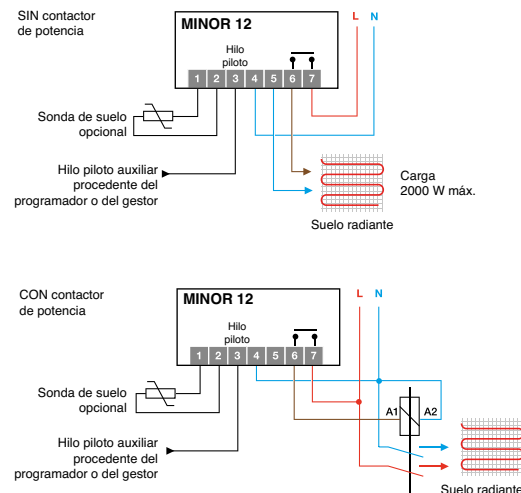 SIN contactor
de potencia
MINOR 12
L N
Hilo
piloto
1 2 3 4 5 6 7
Sonda de suelo
opcional
Hilo piloto auxiliar
procedente del
programador o del gestor
Carga
2000 W máx.
Suelo radiante
CON contactor
de potencia
MINOR 12
L N
Hilo
piloto
1 2 3 4 5 6 7
Sonda de suelo
opcional
A1 A2
Hilo piloto auxiliar
procedente del
programador o del gestor
Suelo radiante